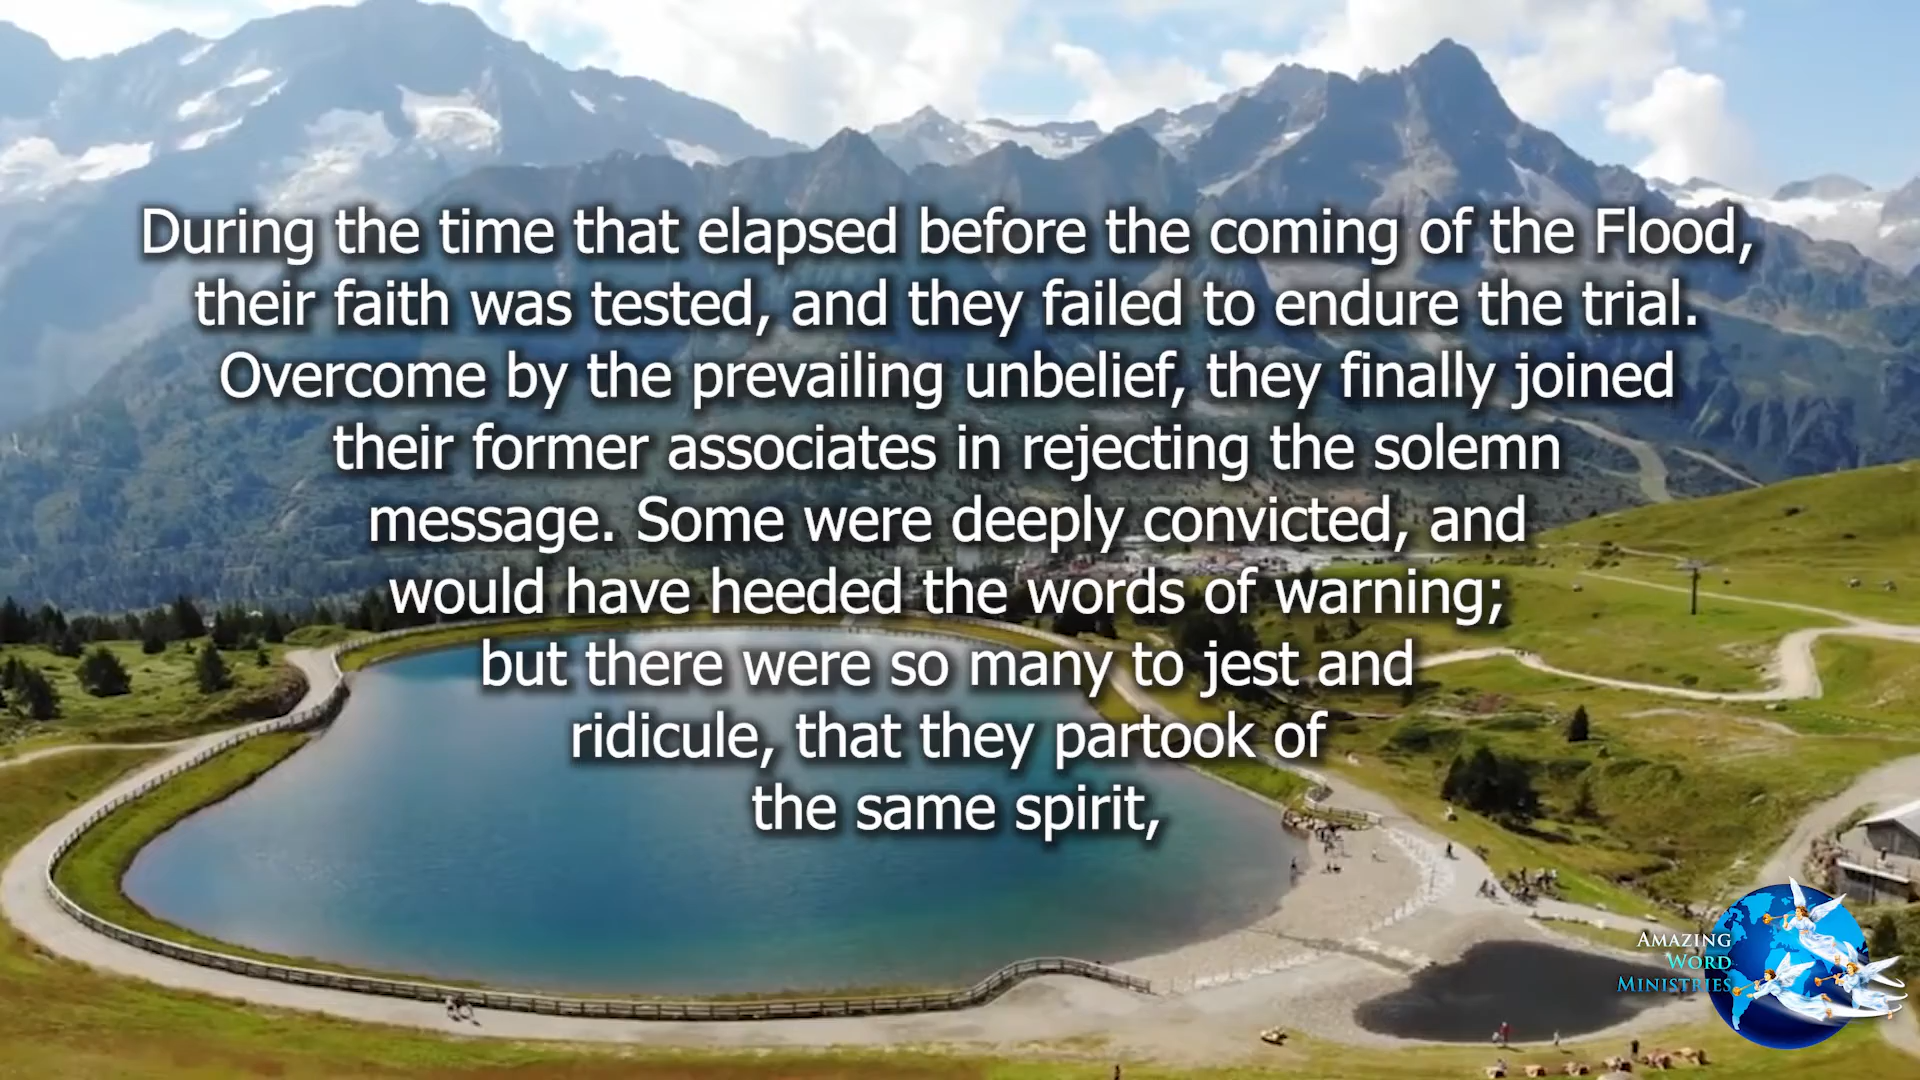 During the time that elapsed before the coming of the Flood,
their faith was tested, and they failed to endure the trial.
Overcome by the prevailing unbelief, they finally joined
their former associates in rejecting the solemn
message. Some were deeply convicted, and
would have heeded the words of warning;
but there were so many to jest and
ridicule, that they partook of
the same spirit,
AMAZING
WORD
MINISTRIES